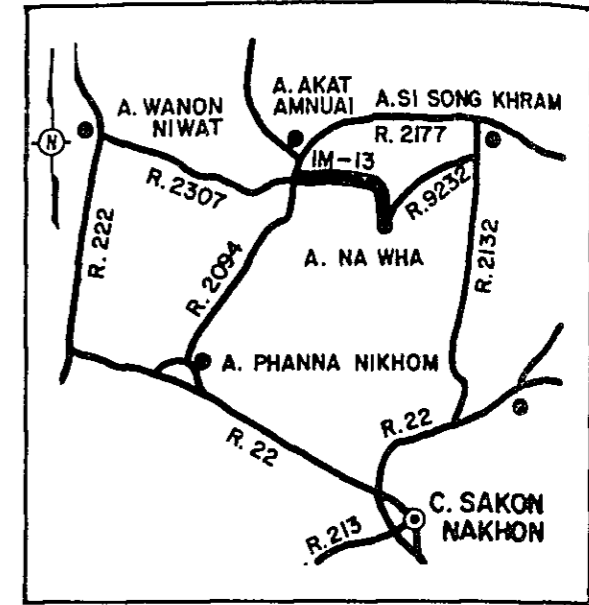 A. WANON
NIWAT
A. AKAT
AMNUAI
A. SI SONG KHRAM
R. 2177
N
IM-13
R. 2307
R. 9232
R. 222
R. 2094
A. NA WHA
R. 2132
A. PHANNA NIKHOM
R. 22
R. 22
C. SAKON
NAKHON
R. 213